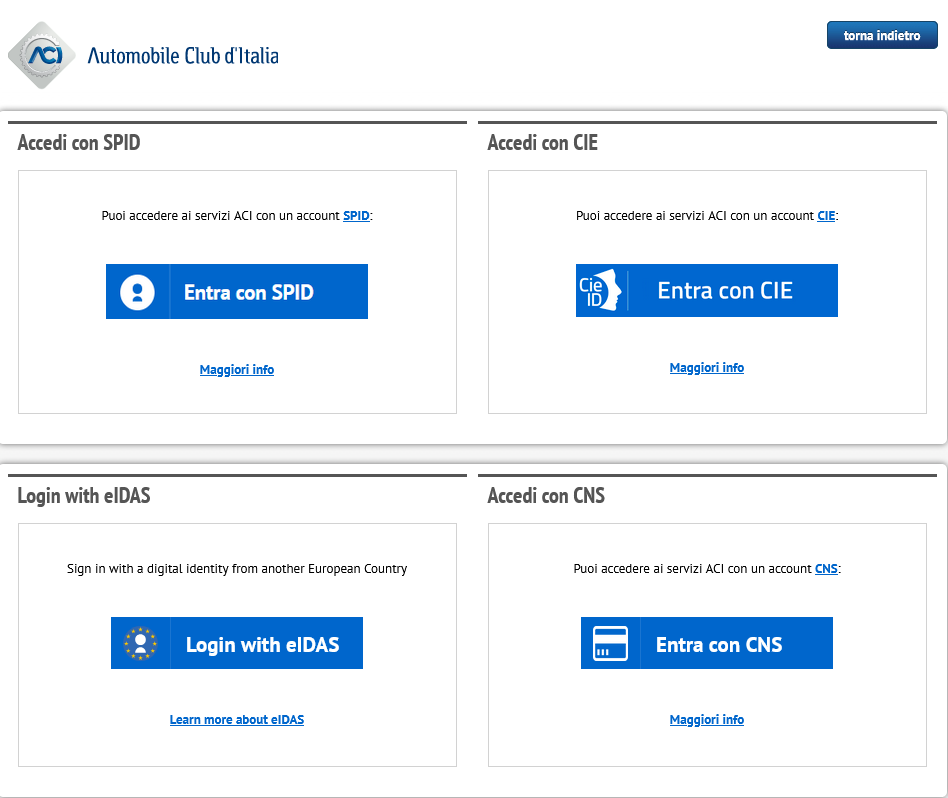 ACI
Automobile Club d'Italia
torna indietro
Accedi con SPID
Puoi accedere ai servizi ACI con un account SPID:
Entra con SPID
Maggiori info
Accedi con CIE
Puoi accedere ai servizi ACI con un account CIE:
Cie
ID
Entra con CIE
Maggiori info
Login with eIDAS
Sign in with a digital identity from another European Country
Login with eIDAS
Learn more about eIDAS
Accedi con CNS
Puoi accedere ai servizi ACI con un account CNS:
Entra con CNS
Maggiori info